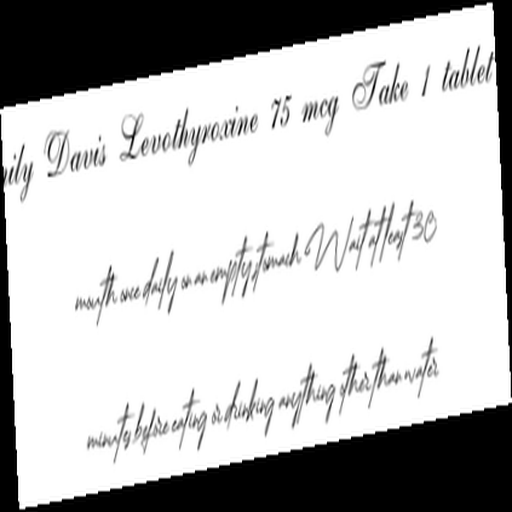 Davis Levothyroxine 75 mcg Take 1 tablet
mouth once daily on an empty stomach Wait at least 30
minutes before eating or drinking anything other than water